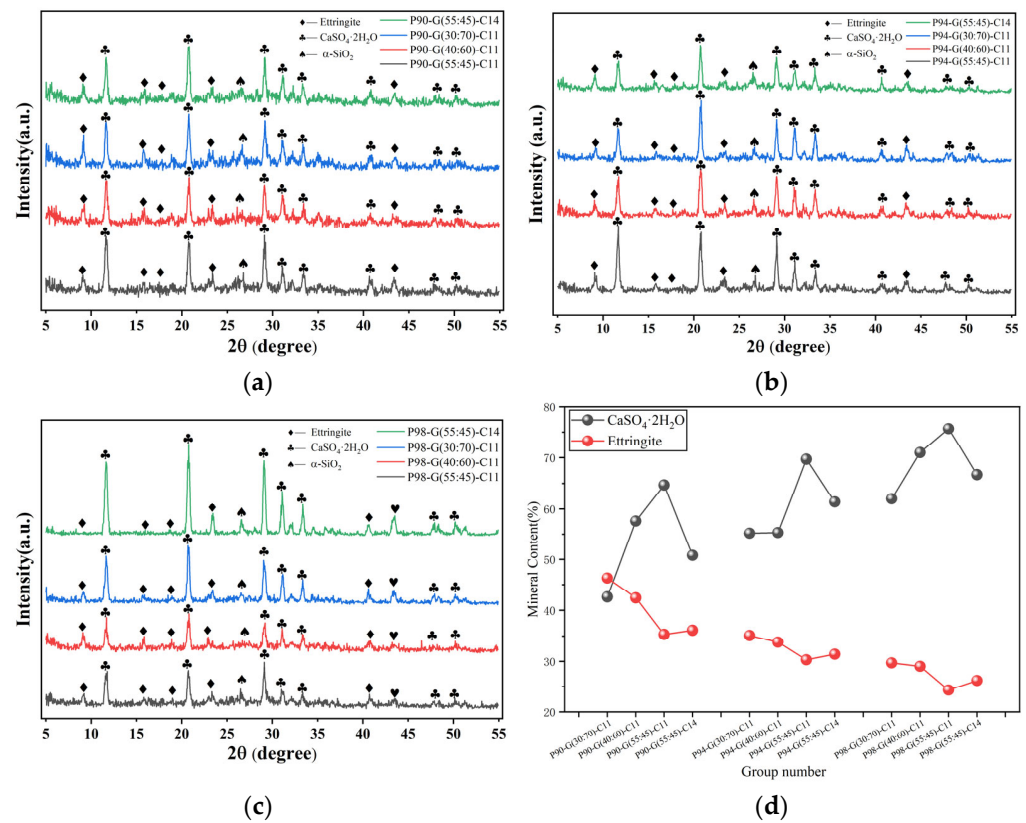 Ettringite
CaSO₄·2H₂O
α-SiO₂
P90-G(55:45)-C14
P90-G(30:70)-C11
P90-G(40:60)-C11
P90-G(55:45)-C11
Intensity(a.u.)
5 10 15 20 25 30 35 40 45 50 55
2θ (degree)
(a)
Ettringite
CaSO₄·2H₂O
α-SiO₂
P94-G(55:45)-C14
P94-G(30:70)-C11
P94-G(40:60)-C11
P94-G(55:45)-C11
Intensity (a.u.)
5 10 15 20 25 30 35 40 45 50 55
2θ (degree)
(b)
Ettringite
CaSO₄·2H₂O
α-SiO₂
P98-G(55:45)-C14
P98-G(30:70)-C11
P98-G(40:60)-C11
P98-G(55:45)-C11
Intensity(a.u.)
5 10 15 20 25 30 35 40 45 50 55
2θ (degree)
(c)
CaSO₄·2H₂O
Ettringite
Mineral Content(%)
80
70
60
50
40
30
20
P90-G(30:70)-C11
P90-G(40:60)-C11
P90-G(55:45)-C11
P90-G(55:45)-C14
P94-G(30:70)-C11
P94-G(40:60)-C11
P94-G(55:45)-C11
P94-G(55:45)-C14
P98-G(30:70)-C11
P98-G(40:60)-C11
P98-G(55:45)-C11
P98-G(55:45)-C14
Group number
(d)